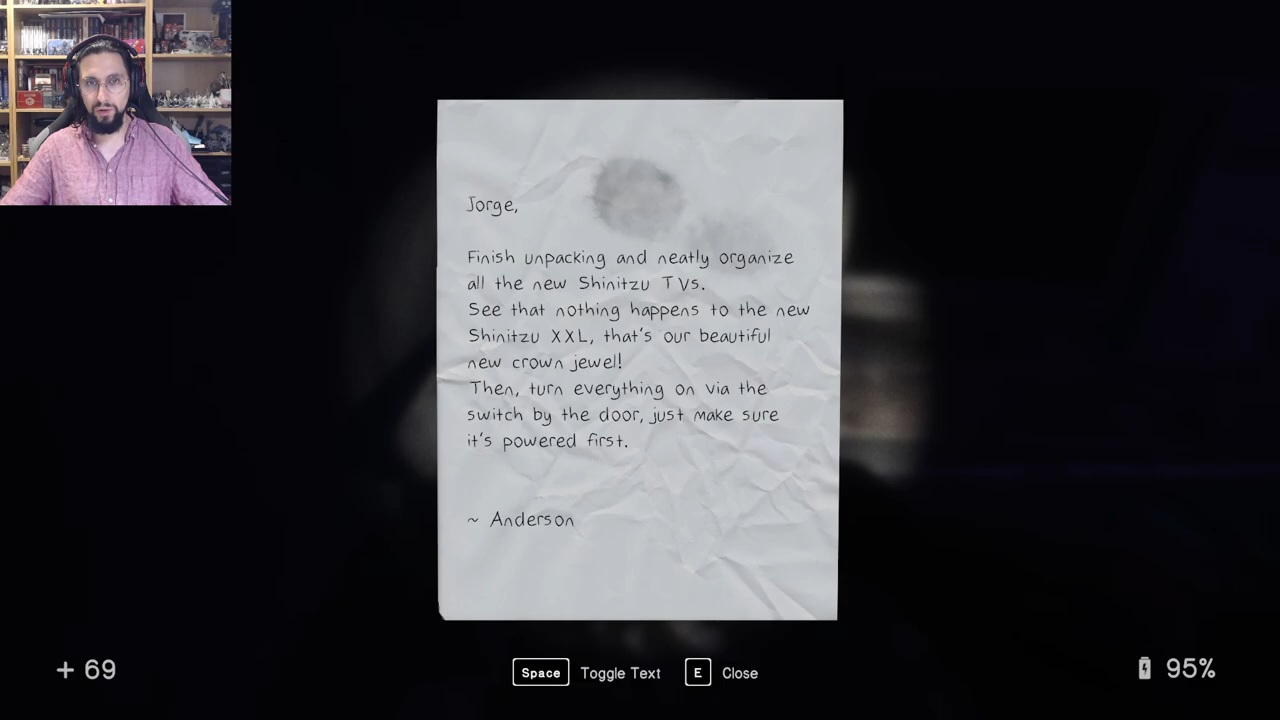 Jorge,
Finish unpacking and neatly organize
all the new Shinitzu TVs.
See that nothing happens to the new
Shinitzu XXL, that's our beautiful
new crown jewel!
Then, turn everything on via the
switch by the door, just make sure
it's powered first.
~ Anderson
+ 69
Space Toggle Text E Close
95%